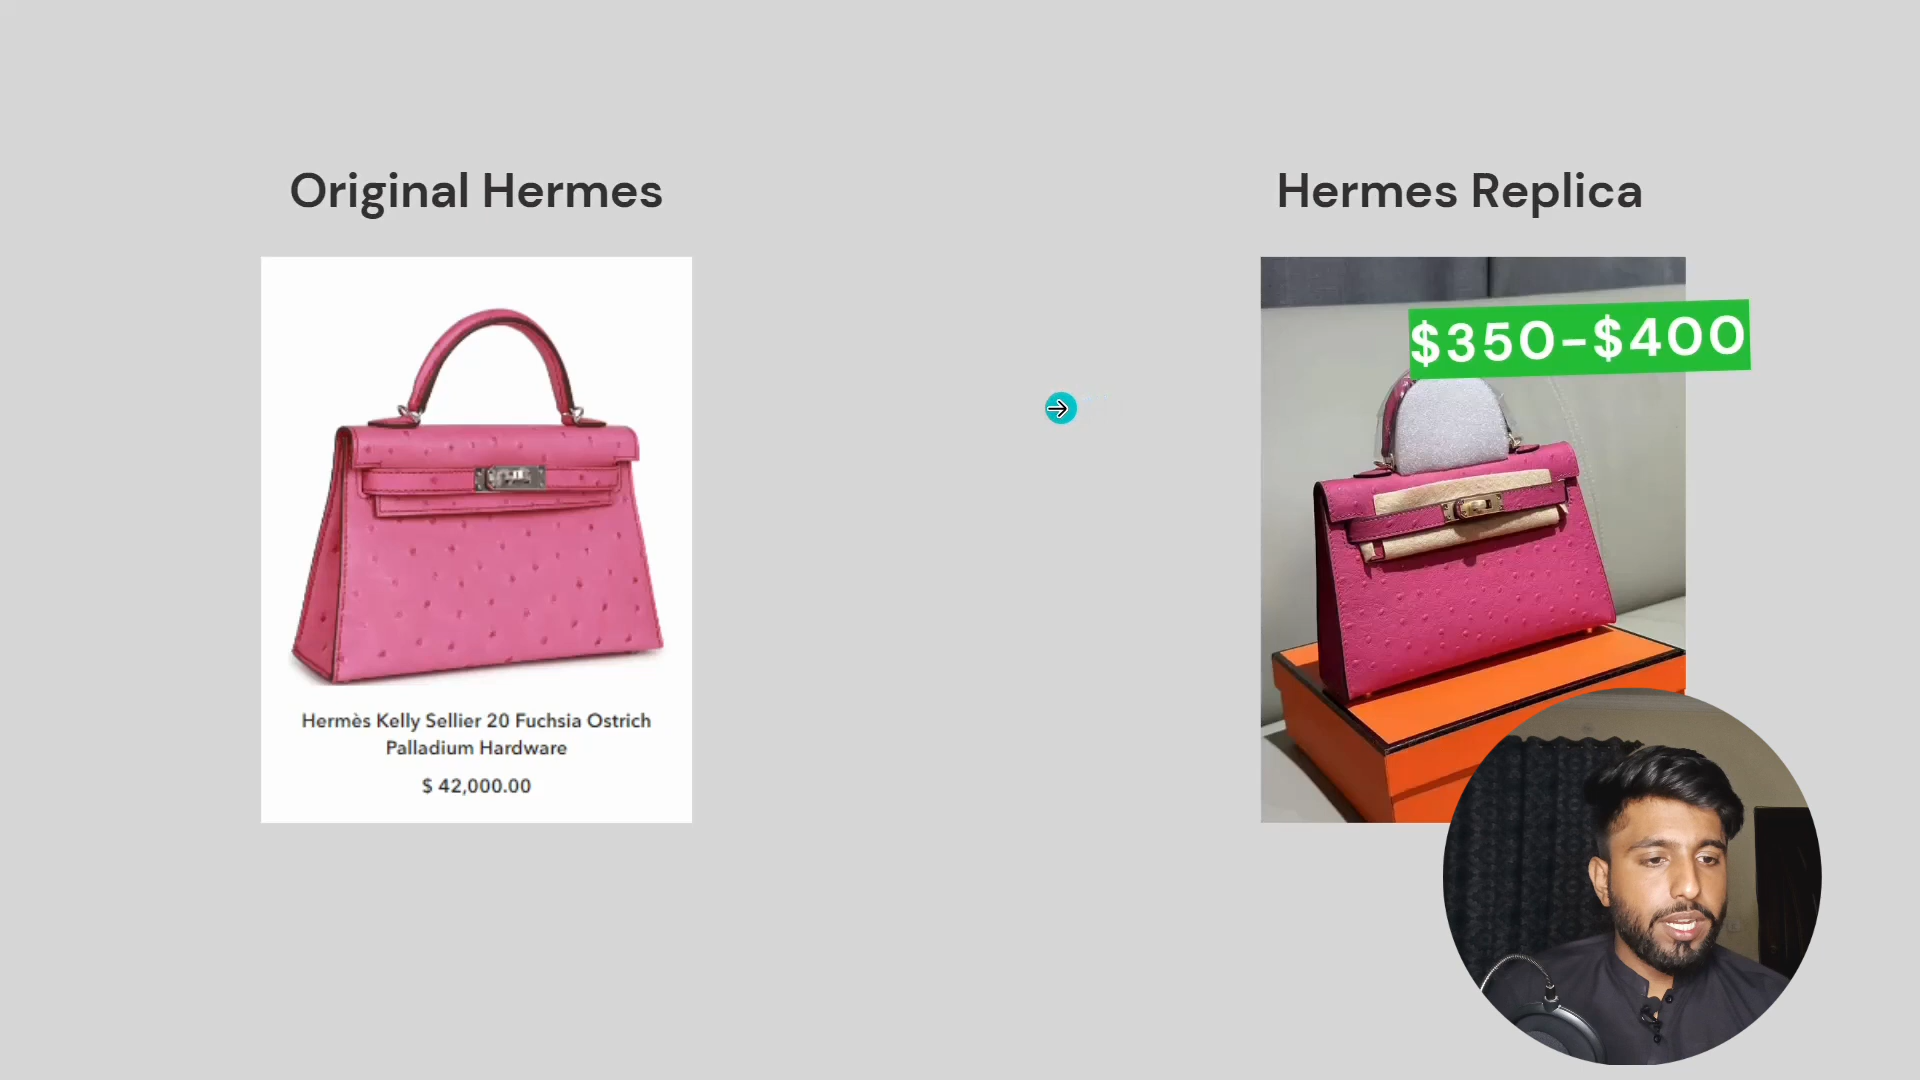 Original Hermes
Hermès Kelly Sellier 20 Fuchsia Ostrich
Palladium Hardware
$ 42,000.00
Hermes Replica
$350-$400